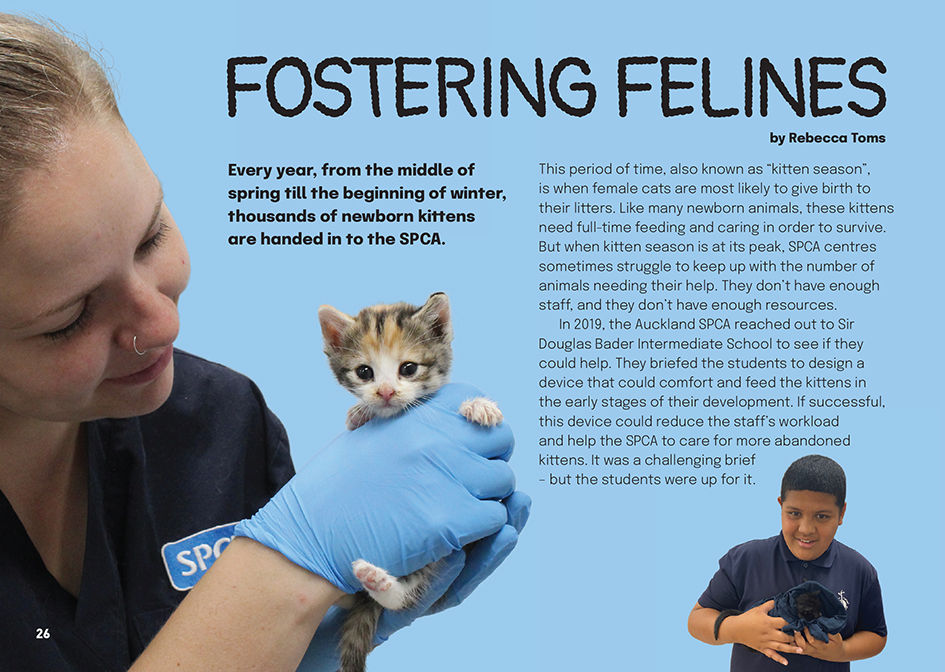 FOSTERING FELINES
by Rebecca Toms
Every year, from the middle of
spring till the beginning of winter,
thousands of newborn kittens
are handed in to the SPCA.
This period of time, also known as “kitten season”,
is when female cats are most likely to give birth to
their litters. Like many newborn animals, these kittens
need full-time feeding and caring in order to survive.
But when kitten season is at its peak, SPCA centres
sometimes struggle to keep up with the number of
animals needing their help. They don’t have enough
staff, and they don’t have enough resources.
In 2019, the Auckland SPCA reached out to Sir
Douglas Bader Intermediate School to see if they
could help. They briefed the students to design a
device that could comfort and feed the kittens in
the early stages of their development. If successful,
this device could reduce the staff’s workload
and help the SPCA to care for more abandoned
kittens. It was a challenging brief
– but the students were up for it.
SPC
26